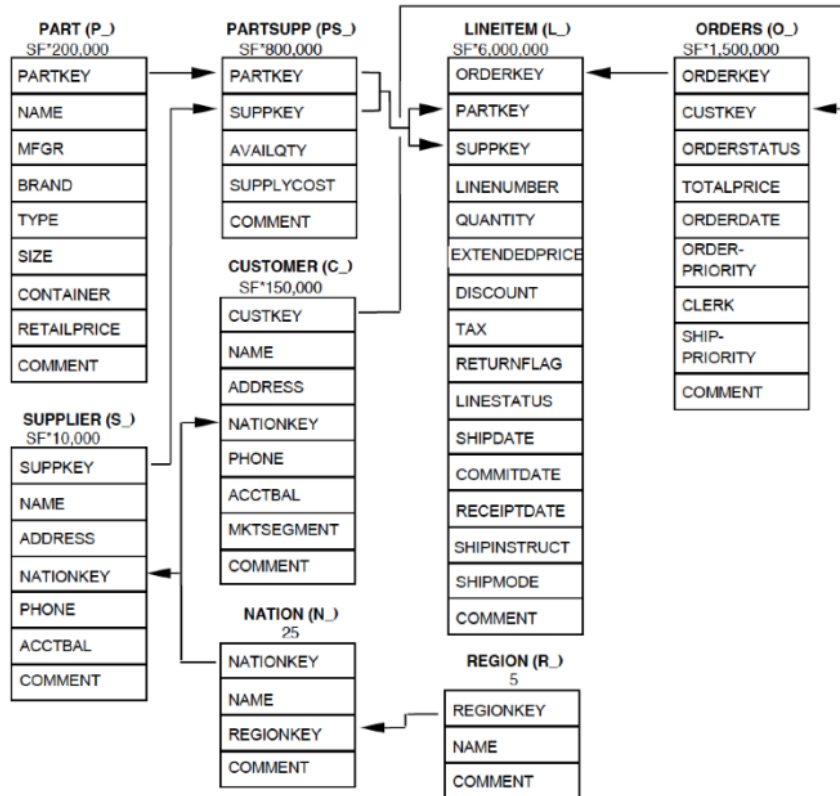 PART (P_)
SF*200,000
PARTKEY
NAME
MFGR
BRAND
TYPE
SIZE
CONTAINER
RETAILPRICE
COMMENT
SUPPLIER (S_)
SF*10,000
SUPPKEY
NAME
ADDRESS
NATIONKEY
PHONE
ACCTBAL
COMMENT
PARTSUPP (PS_)
SF*800,000
PARTKEY
SUPPKEY
AVAILQTY
SUPPLYCOST
COMMENT
CUSTOMER (C_)
SF*150,000
CUSTKEY
NAME
ADDRESS
NATIONKEY
PHONE
ACCTBAL
MKTSEGMENT
COMMENT
NATION (N_)
25
NATIONKEY
NAME
REGIONKEY
COMMENT
LINEITEM (L_)
SF*6,000,000
ORDERKEY
PARTKEY
SUPPKEY
LINENUMBER
QUANTITY
EXTENDEDPRICE
DISCOUNT
TAX
RETURNFLAG
LINESTATUS
SHIPDATE
COMMITDATE
RECEIPTDATE
SHIPINSTRUCT
SHIPMODE
COMMENT
REGION (R_)
5
REGIONKEY
NAME
COMMENT
ORDERS (O_)
SF*1,500,000
ORDERKEY
CUSTKEY
ORDERSTATUS
TOTALPRICE
ORDERDATE
ORDER-
PRIORITY
CLERK
SHIP-
PRIORITY
COMMENT